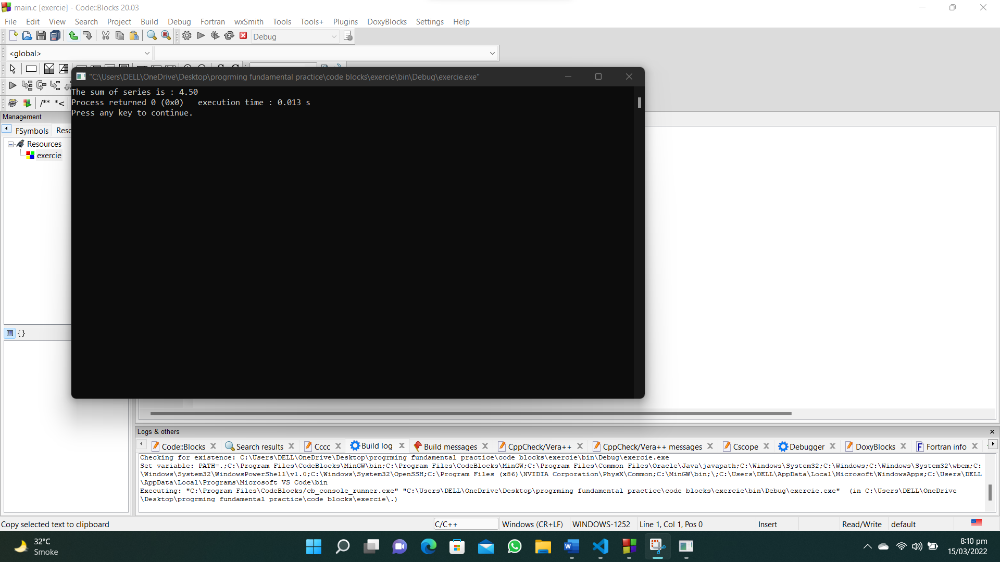 main.c [exercie] - Code::Blocks 20.03
File Edit View Search Project Build Debug Fortran wxSmith Tools Tools+ Plugins DoxyBlocks Settings Help
Debug
<global>
"C:\Users\DELL\OneDrive\Desktop\progrming fundamental practice\code blocks\exercie\bin\Debug\exercie.exe"
The sum of series is : 4.50
Process returned 0 (0x0)   execution time : 0.013 s
Press any key to continue.
/** *<
Management
FSymbols
Resources
exercie
{}
Logs & others
Code::Blocks Search results Cccc Build log Build messages CppCheck/Vera++ CppCheck/Vera++ messages Cscope Debugger DoxyBlocks Fortran info
Checking for existence: C:\Users\DELL\OneDrive\Desktop\progrming fundamental practice\code blocks\exercie\bin\Debug\exercie.exe
Set variable: PATH=.;C:\Program Files\CodeBlocks\MinGW\bin;C:\Program Files\CodeBlocks\MinGW;C:\Program Files\Common Files\Oracle\Java\javapath;C:\Windows\System32;C:\Windows;C:\Windows\System32\wbem;C:
\Windows\System32\WindowsPowerShell\v1.0;C:\Windows\System32\OpenSSH;C:\Program Files (x86)\NVIDIA Corporation\PhysX\Common;C:\MinGW\bin;\;C:\Users\DELL\AppData\Local\Microsoft\WindowsApps;C:\Users\DELL
\AppData\Local\Programs\Microsoft VS Code\bin
Executing: "C:\Program Files\CodeBlocks/cb_console_runner.exe" "C:\Users\DELL\OneDrive\Desktop\progrming fundamental practice\code blocks\exercie\bin\Debug\exercie.exe"  (in C:\Users\DELL\OneDrive
\Desktop\progrming fundamental practice\code blocks\exercie\.)
Copy selected text to clipboard
C/C++ Windows (CR+LF) WINDOWS-1252 Line 1, Col 1, Pos 0 Insert Read/Write default
32°C
Smoke
8:10 pm
15/03/2022